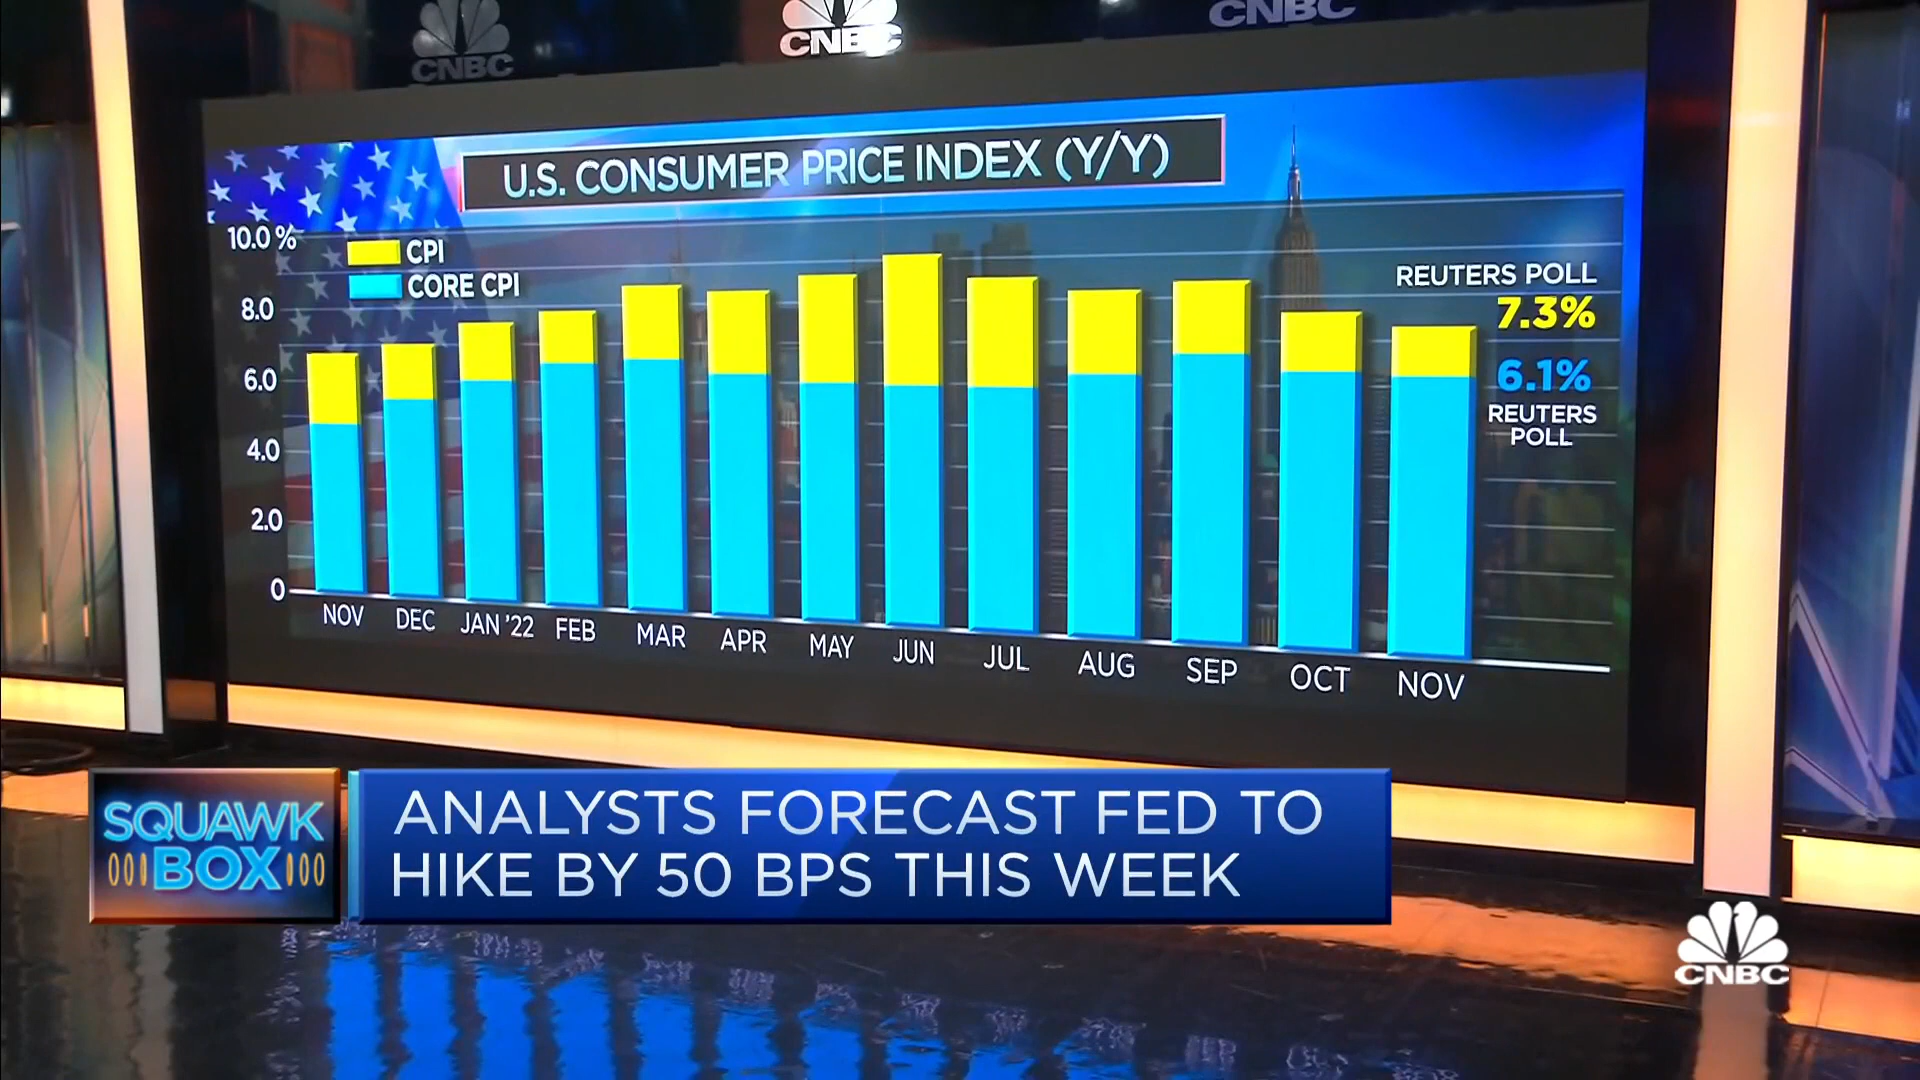 CNBC
CNBC
CNBC
U.S. CONSUMER PRICE INDEX (Y/Y)
10.0 %
CPI
CORE CPI
8.0
6.0
4.0
2.0
0
REUTERS POLL
7.3%
6.1%
REUTERS
POLL
NOV DEC JAN '22 FEB MAR APR MAY JUN JUL AUG SEP OCT NOV
SQUAWK
BOX
ANALYSTS FORECAST FED TO
HIKE BY 50 BPS THIS WEEK
CNBC